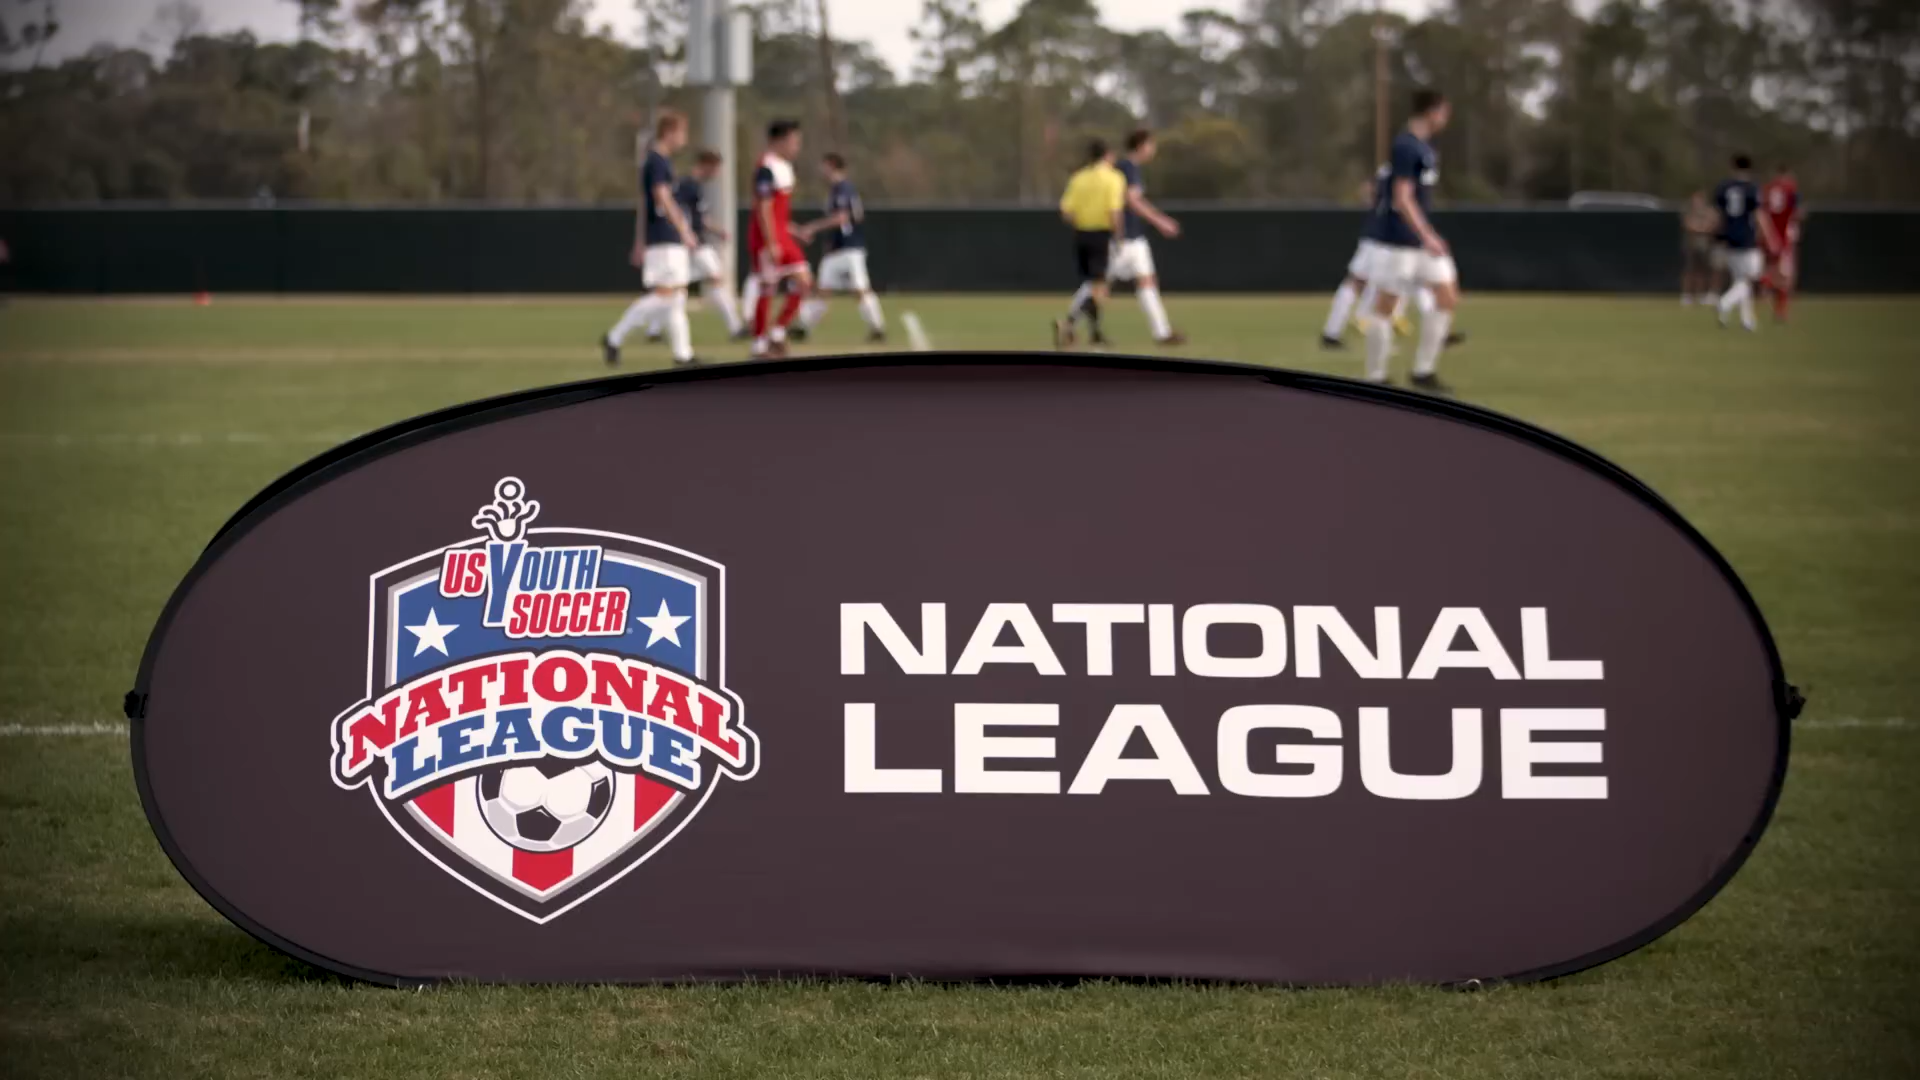 US YOUTH
SOCCER
NATIONAL
LEAGUE
NATIONAL
LEAGUE